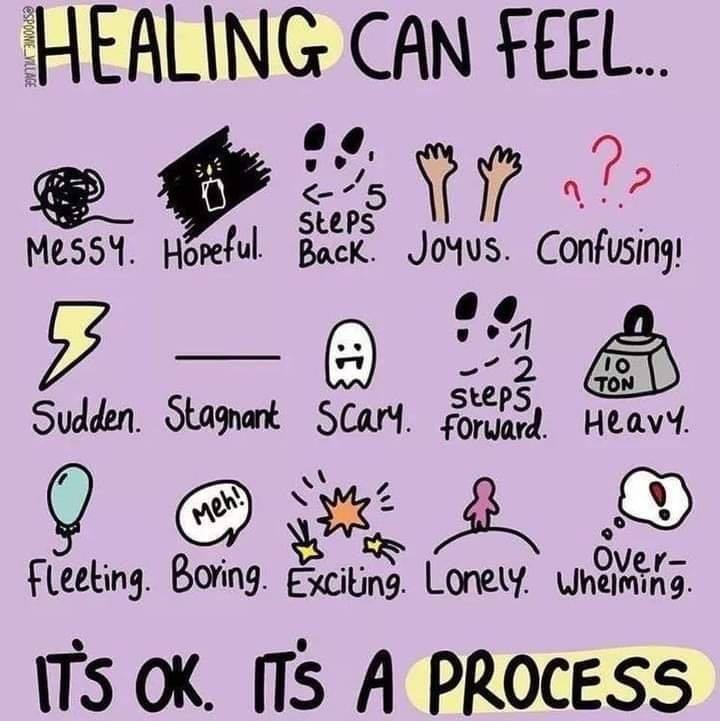 @SPOONIE_VILLAGE
HEALING CAN FEEL...
Messy.
Hopeful.
5
Steps
Back.
Joyus.
???
Confusing!
Sudden.
Stagnant
Scary.
2
Steps
forward.
10
TON
Heavy.
Fleeting.
Meh!
Boring.
Exciting.
Lonely.
!
Over-
Whelming.
IT'S OK. IT'S A PROCESS